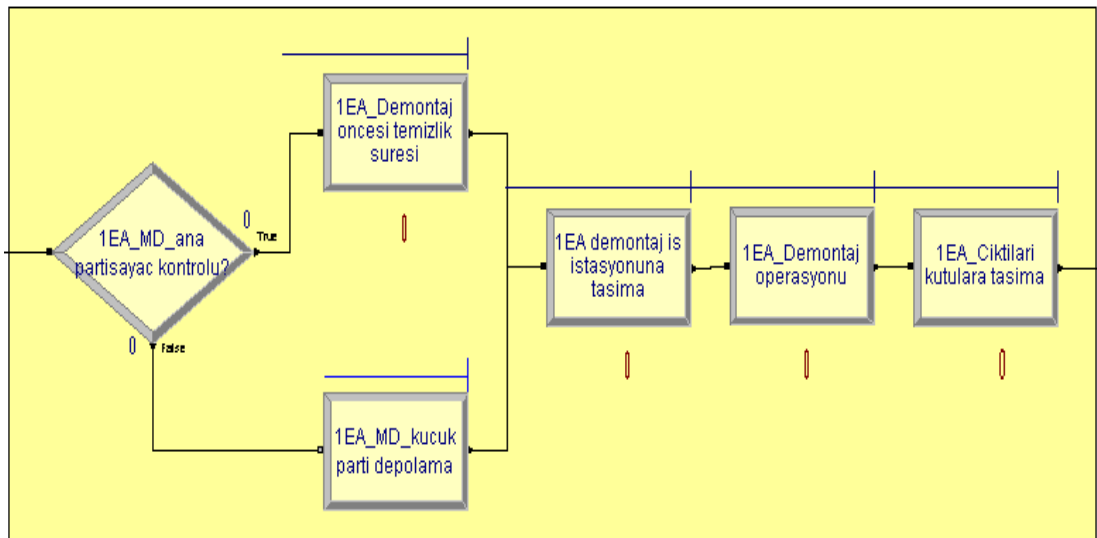 1EA_Demontaj
oncesi temizlik
suresi
0
True
0
1EA_MD_ana
partisayac kontrolu?
0
False
1EA_MD_kucuk
parti depolama
1EA demontaj is
istasyonuna
tasima
0
1EA_Demontaj
operasyonu
0
1EA_Ciktilari
kutulara tasima
0